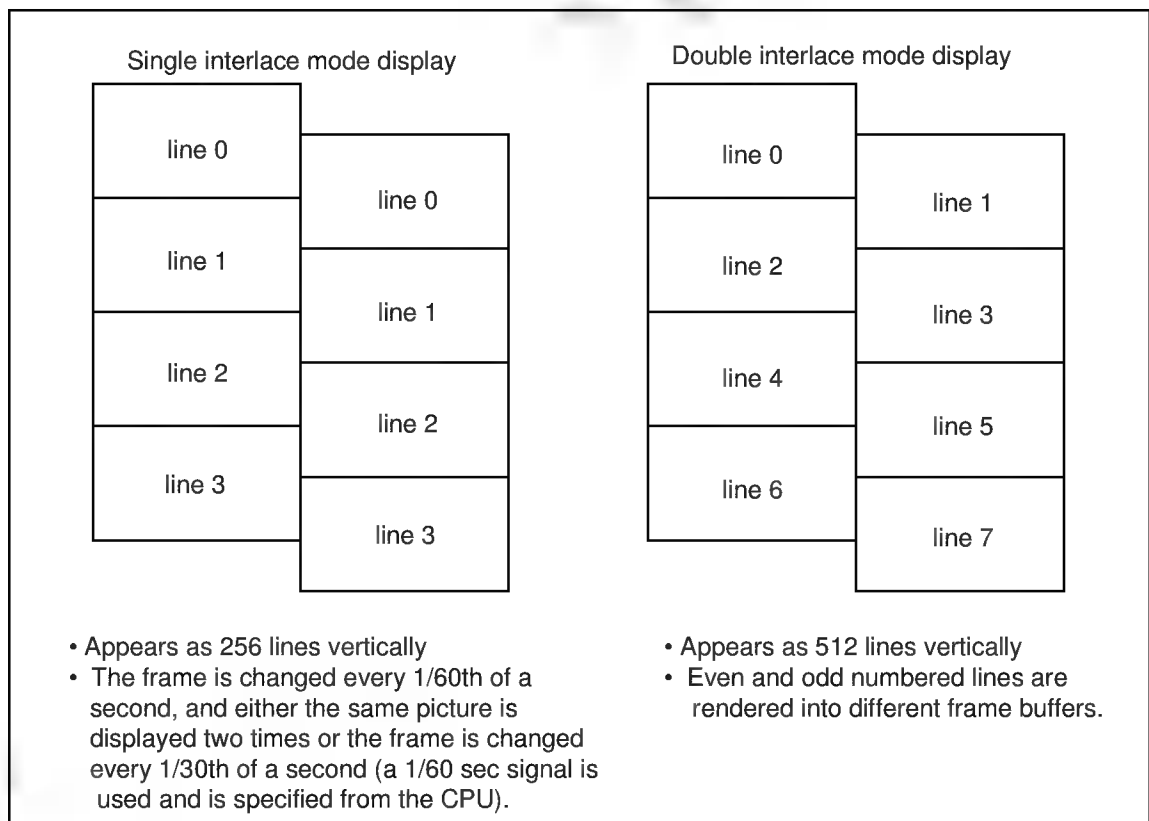 Single interlace mode display
line 0
line 1
line 2
line 3
line 0
line 1
line 2
line 3
• Appears as 256 lines vertically
• The frame is changed every 1/60th of a
second, and either the same picture is
displayed two times or the frame is changed
every 1/30th of a second (a 1/60 sec signal is
used and is specified from the CPU).
Double interlace mode display
line 0
line 2
line 4
line 6
line 1
line 3
line 5
line 7
• Appears as 512 lines vertically
• Even and odd numbered lines are
rendered into different frame buffers.